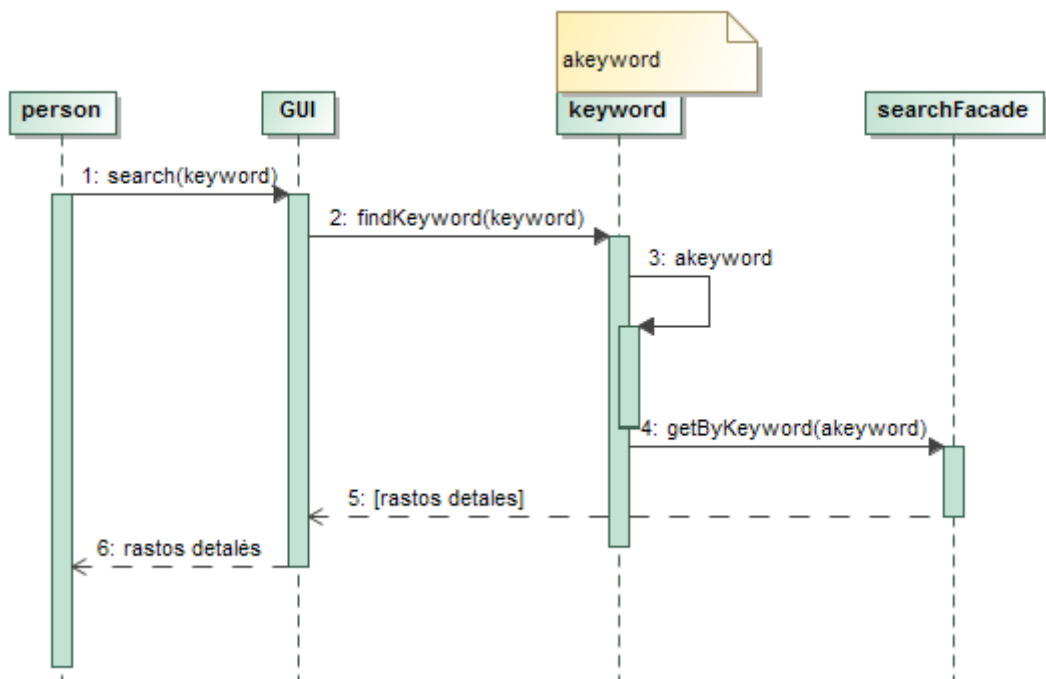 akeyword
person
GUI
keyword
searchFacade
1: search(keyword)
2: findKeyword(keyword)
3: akeyword
4: getByKeyword(akeyword)
5: [rastos detales]
6: rastos detalės